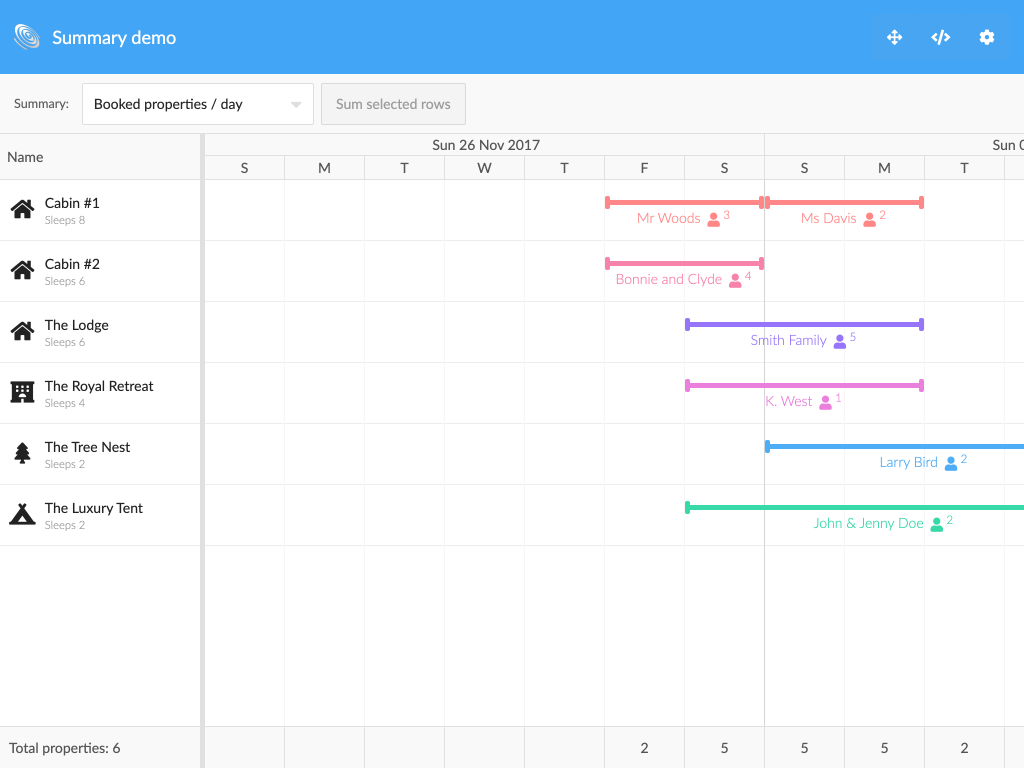 Summary demo
Summary: Booked properties / day Sum selected rows
Name
Sun 26 Nov 2017
S M T W T F S S M T
Cabin #1
Sleeps 8
Mr Woods 3
Ms Davis 2
Cabin #2
Sleeps 6
Bonnie and Clyde 4
The Lodge
Sleeps 6
Smith Family 5
The Royal Retreat
Sleeps 4
K. West 1
The Tree Nest
Sleeps 2
Larry Bird 2
The Luxury Tent
Sleeps 2
John & Jenny Doe 2
Total properties: 6 2 5 5 5 2